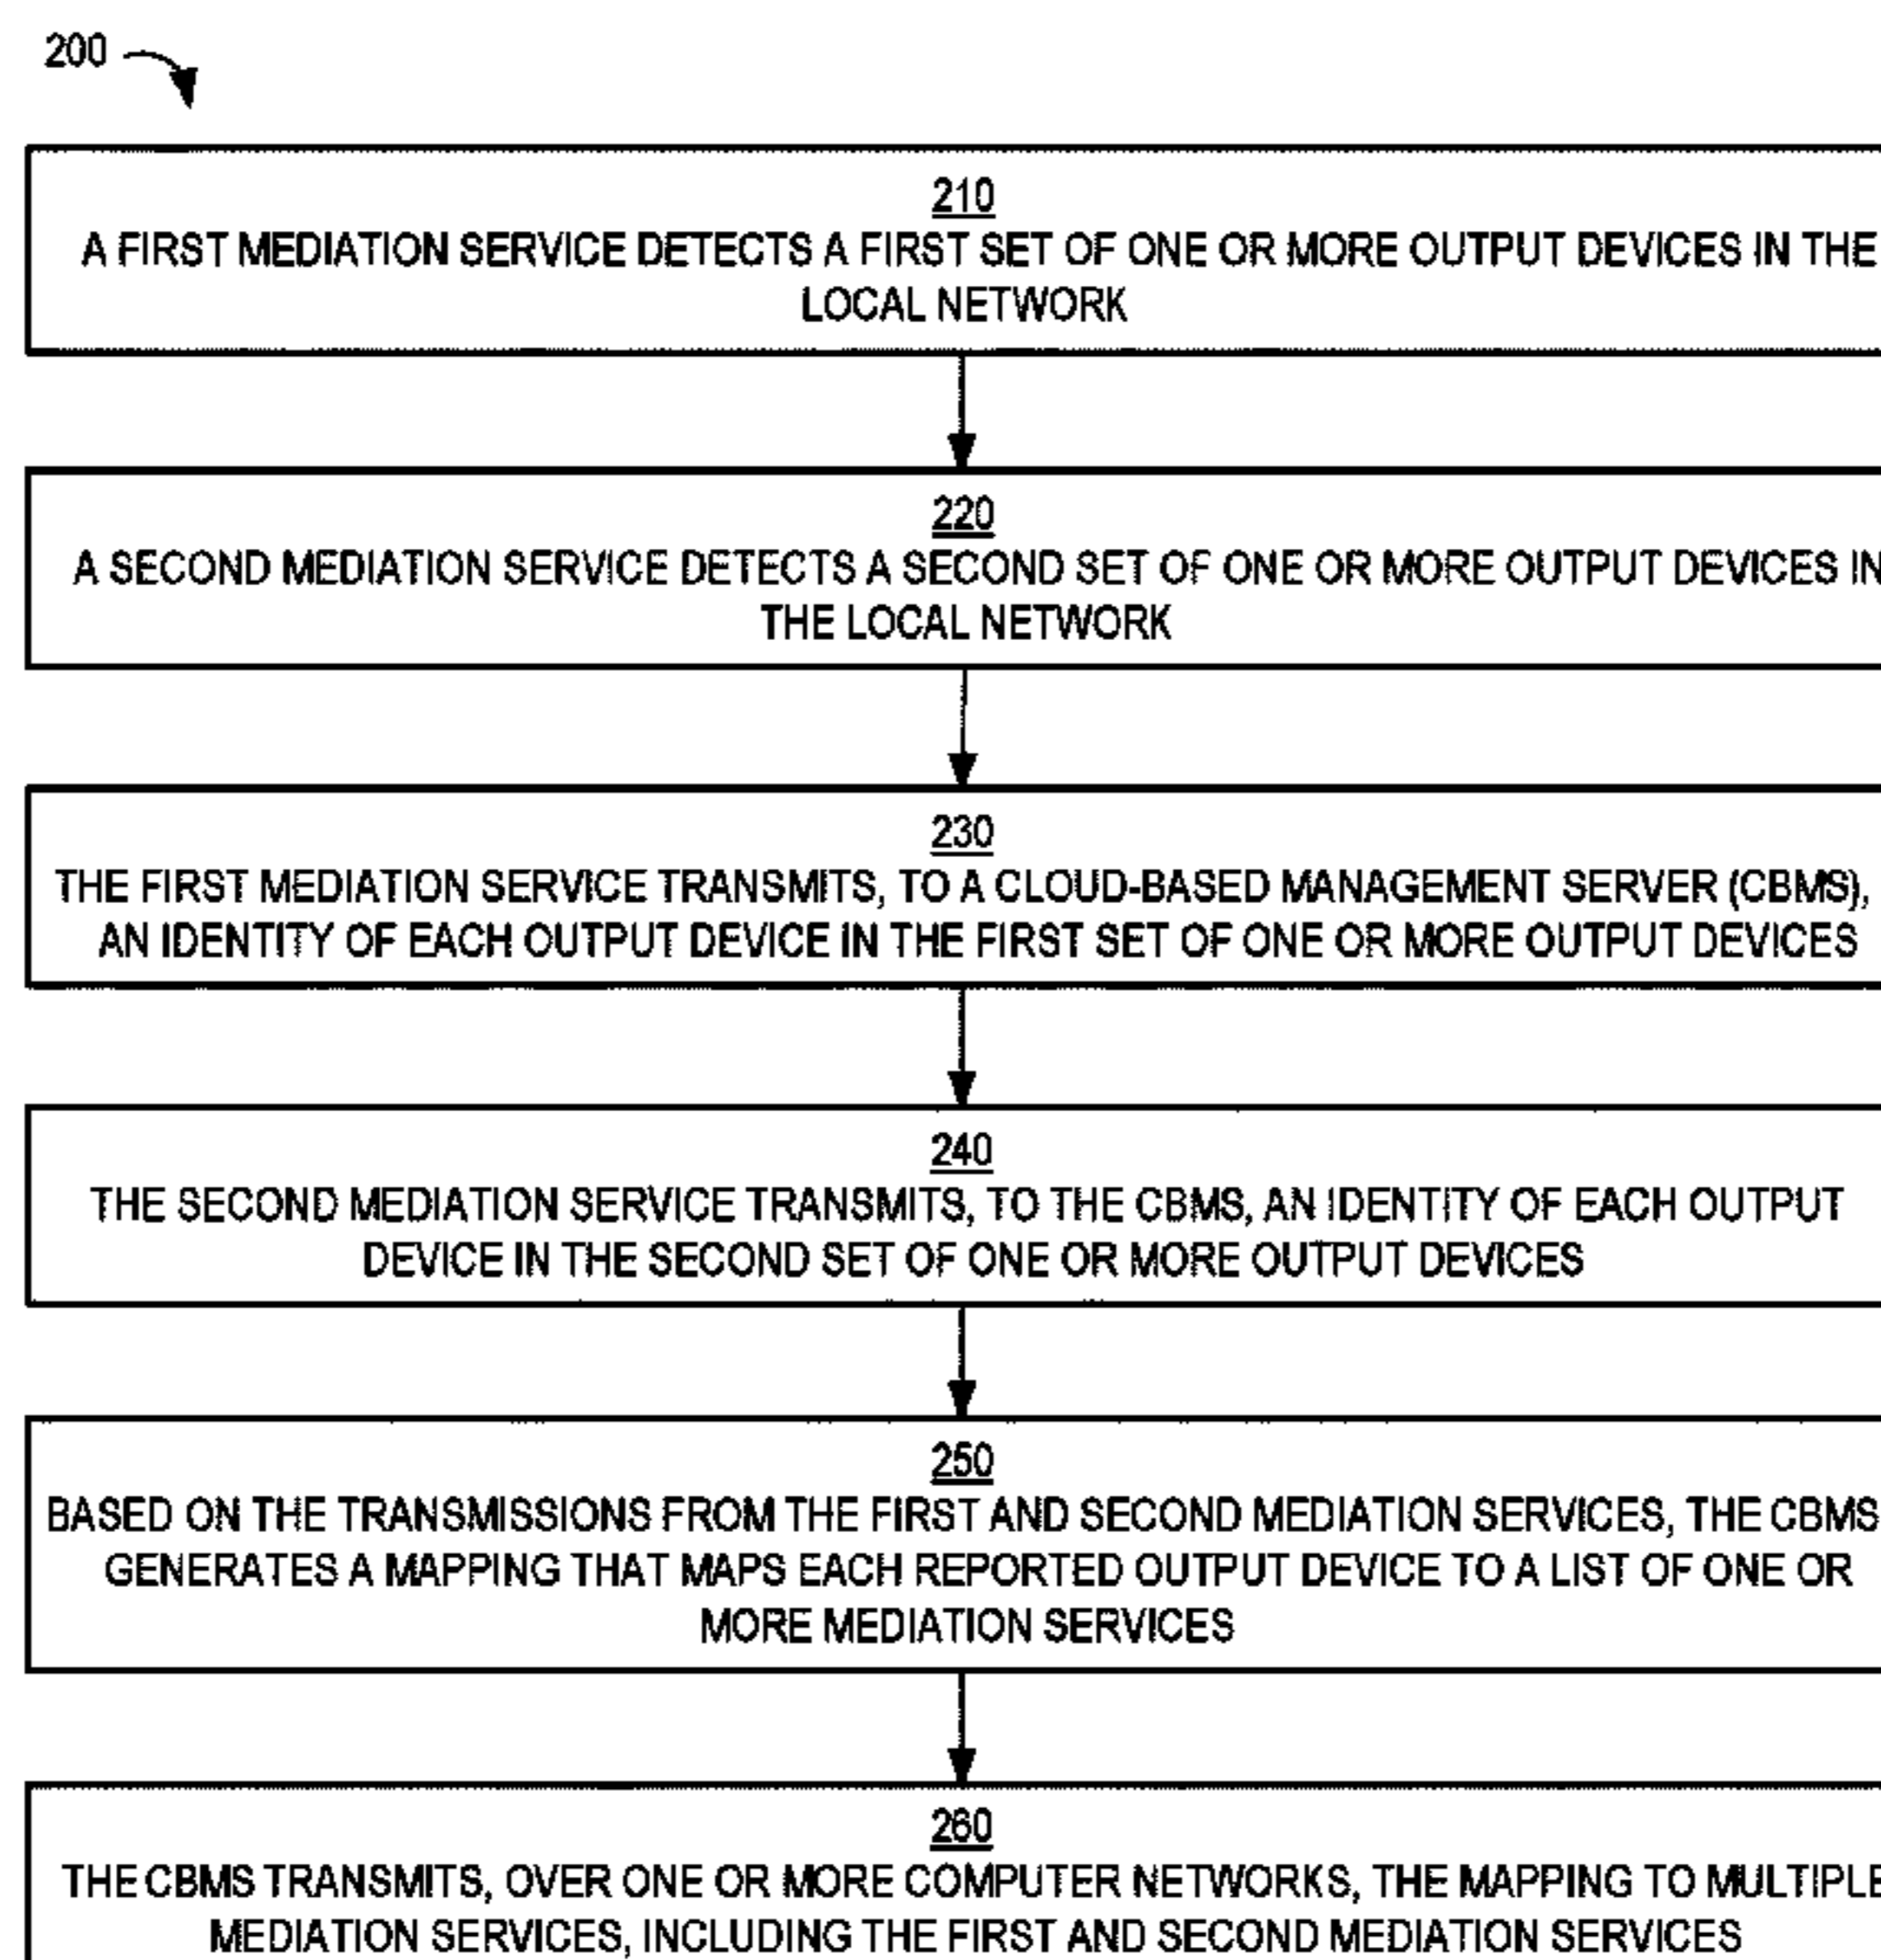 200
210
A FIRST MEDIATION SERVICE DETECTS A FIRST SET OF ONE OR MORE OUTPUT DEVICES IN THE
LOCAL NETWORK
220
A SECOND MEDIATION SERVICE DETECTS A SECOND SET OF ONE OR MORE OUTPUT DEVICES IN
THE LOCAL NETWORK
230
THE FIRST MEDIATION SERVICE TRANSMITS, TO A CLOUD-BASED MANAGEMENT SERVER (CBMS),
AN IDENTITY OF EACH OUTPUT DEVICE IN THE FIRST SET OF ONE OR MORE OUTPUT DEVICES
240
THE SECOND MEDIATION SERVICE TRANSMITS, TO THE CBMS, AN IDENTITY OF EACH OUTPUT
DEVICE IN THE SECOND SET OF ONE OR MORE OUTPUT DEVICES
250
BASED ON THE TRANSMISSIONS FROM THE FIRST AND SECOND MEDIATION SERVICES, THE CBMS
GENERATES A MAPPING THAT MAPS EACH REPORTED OUTPUT DEVICE TO A LIST OF ONE OR
MORE MEDIATION SERVICES
260
THE CBMS TRANSMITS, OVER ONE OR MORE COMPUTER NETWORKS, THE MAPPING TO MULTIPLE
MEDIATION SERVICES, INCLUDING THE FIRST AND SECOND MEDIATION SERVICES